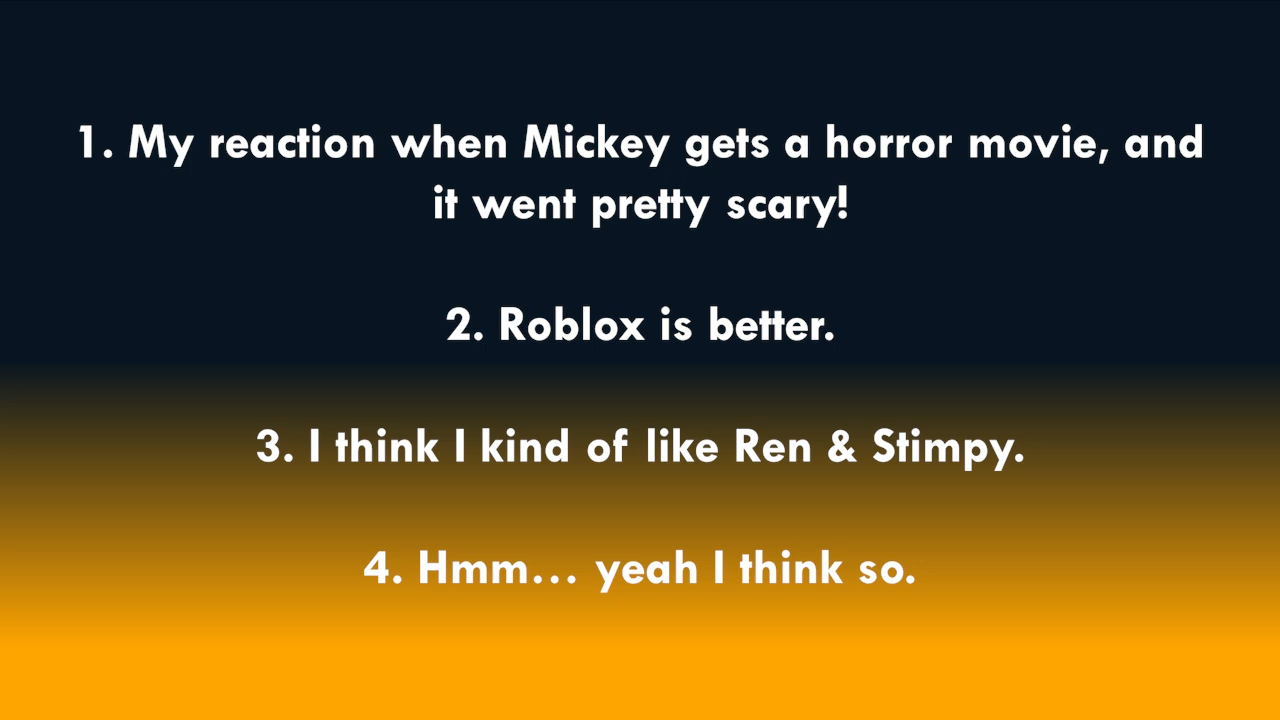 1. My reaction when Mickey gets a horror movie, and
it went pretty scary!
2. Roblox is better.
3. I think I kind of like Ren & Stimpy.
4. Hmm... yeah I think so.